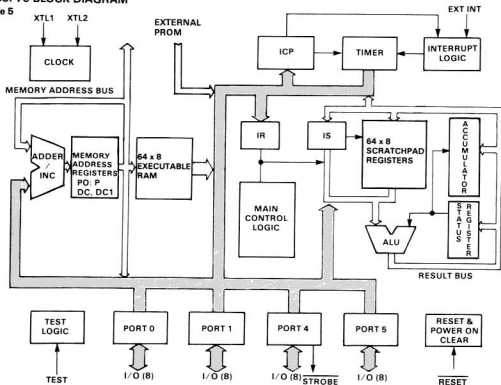 BLOCK DIAGRAM
XTL1
XTL2
CLOCK
EXTERNAL
PROM
ICP
TIMER
EXT INT
INTERRUPT
LOGIC
MEMORY ADDRESS BUS
ADDER
/
INC
MEMORY
ADDRESS
REGISTERS
PO: P
DC, DC1
64 x 8
EXECUTABLE
RAM
IR
IS
64 x 8
SCRATCHPAD
REGISTERS
ACCUMULATOR
STATUS
REGISTER
MAIN
CONTROL
LOGIC
ALU
RESULT BUS
TEST
LOGIC
PORT 0
PORT 1
PORT 4
PORT 5
RESET &
POWER ON
CLEAR
TEST
I/O (8)
I/O (8)
I/O (8)
STROBE
I/O (8)
RESET